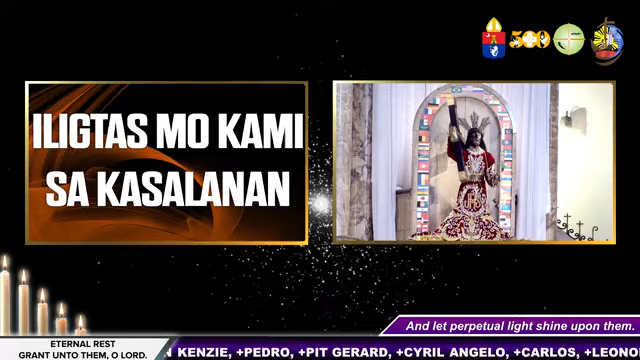 500
ILIGTAS MO KAMI
SA KASALANAN
And let perpetual light shine upon them.
ETERNAL REST
GRANT UNTO THEM, O LORD.
KENZIE, +PEDRO, +PIT GERARD, +CYRIL ANGELO, +CARLOS, +LEONO